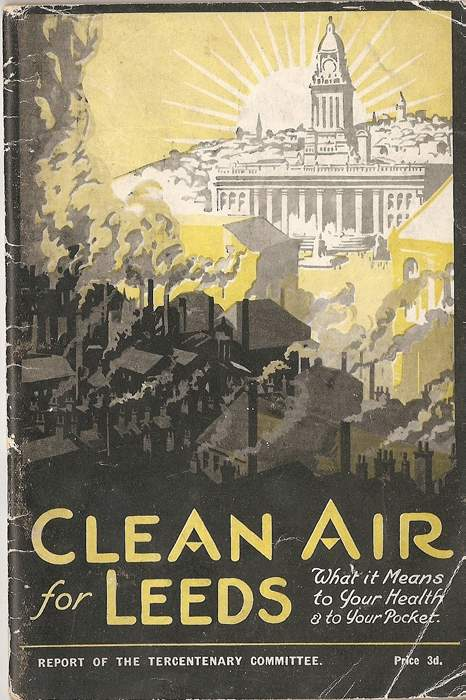 CLEAN AIR
for LEEDS
What it Means
to Your Health
& to Your Pocket.
REPORT OF THE TERCENTENARY COMMITTEE.
Price 3d.